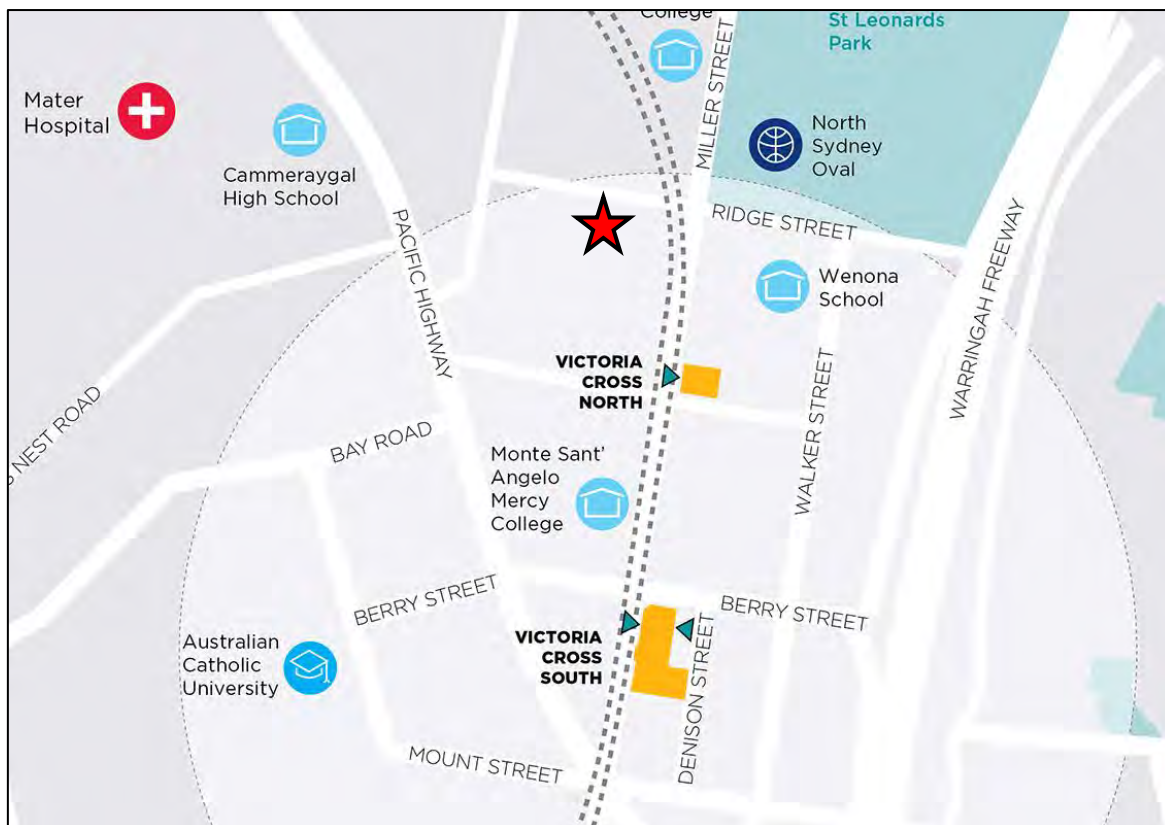 College
St Leonards
Park
MILLER STREET
Mater
Hospital
North
Sydney
Oval
Cammeraygal
High School
RIDGE STREET
PACIFIC HIGHWAY
WARRINGAH FREEWAY
Wenona
School
VICTORIA
CROSS
NORTH
S NEST ROAD
BAY ROAD
WALKER STREET
Monte Sant'
Angelo
Mercy
College
BERRY STREET
BERRY STREET
Australian
Catholic
University
VICTORIA
CROSS
SOUTH
DENISON STREET
MOUNT STREET